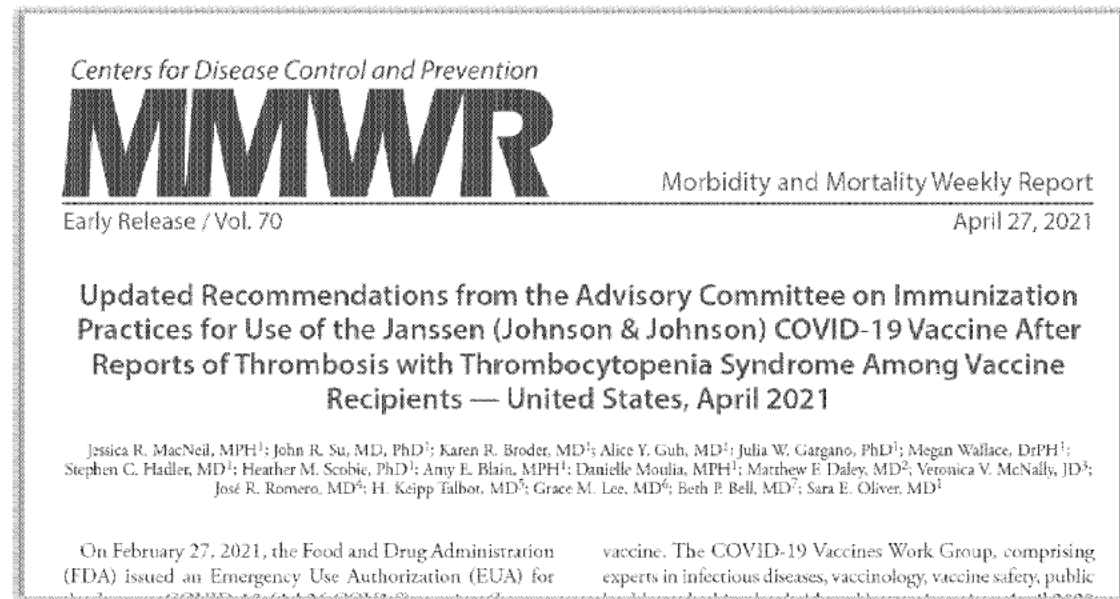 Centers for Disease Control and Prevention
MMWR
Morbidity and Mortality Weekly Report
Early Release / Vol. 70
April 27, 2021
Updated Recommendations from the Advisory Committee on Immunization
Practices for Use of the Janssen (Johnson & Johnson) COVID-19 Vaccine After
Reports of Thrombosis with Thrombocytopenia Syndrome Among Vaccine
Recipients — United States, April 2021
Jessica R. MacNeil, MPH¹; John R. Su, MD, PhD¹; Karen R. Broder, MD¹; Alice Y. Guh, MD¹; Julia W. Gargano, PhD¹; Megan Wallace, DrPH¹;
Stephen C. Hadler, MD¹; Heather M. Scobie, PhD¹; Amy E. Blain, MPH¹; Danielle Moulia, MPH¹; Matthew F. Daley, MD²; Veronica V. McNally, JD³;
José R. Romero, MD⁴; H. Keipp Talbot, MD⁵; Grace M. Lee, MD⁶; Beth P. Bell, MD⁷; Sara E. Oliver, MD¹
On February 27, 2021, the Food and Drug Administration
(FDA) issued an Emergency Use Authorization (EUA) for
vaccine. The COVID-19 Vaccines Work Group, comprising
experts in infectious diseases, vaccinology, vaccine safety, public